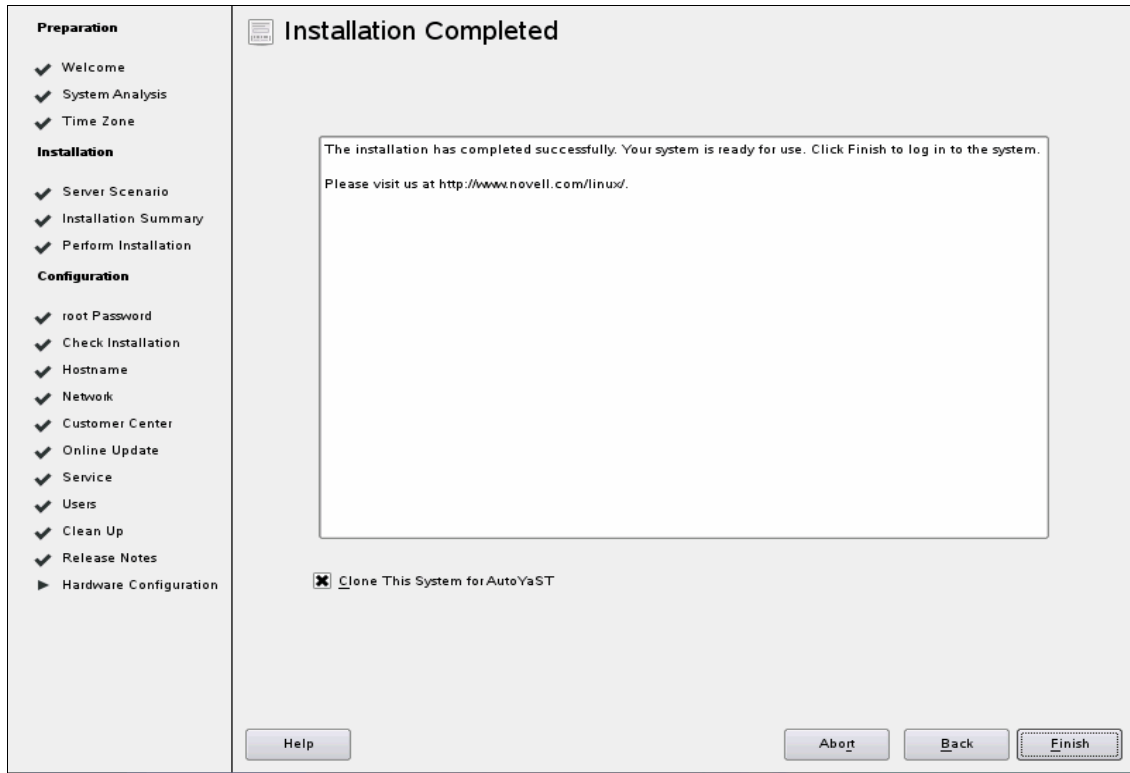 Preparation
Welcome
System Analysis
Time Zone
Installation
Server Scenario
Installation Summary
Perform Installation
Configuration
root Password
Check Installation
Hostname
Network
Customer Center
Online Update
Service
Users
Clean Up
Release Notes
Hardware Configuration
Installation Completed
The installation has completed successfully. Your system is ready for use. Click Finish to log in to the system.
Please visit us at http://www.novell.com/linux/.
Clone This System for AutoYaST
Help
Abort
Back
Finish